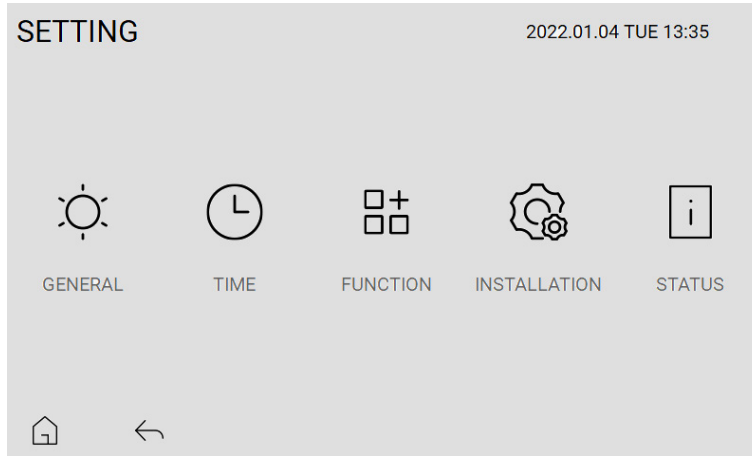 SETTING
2022.01.04 TUE 13:35
GENERAL
TIME
FUNCTION
INSTALLATION
i
STATUS